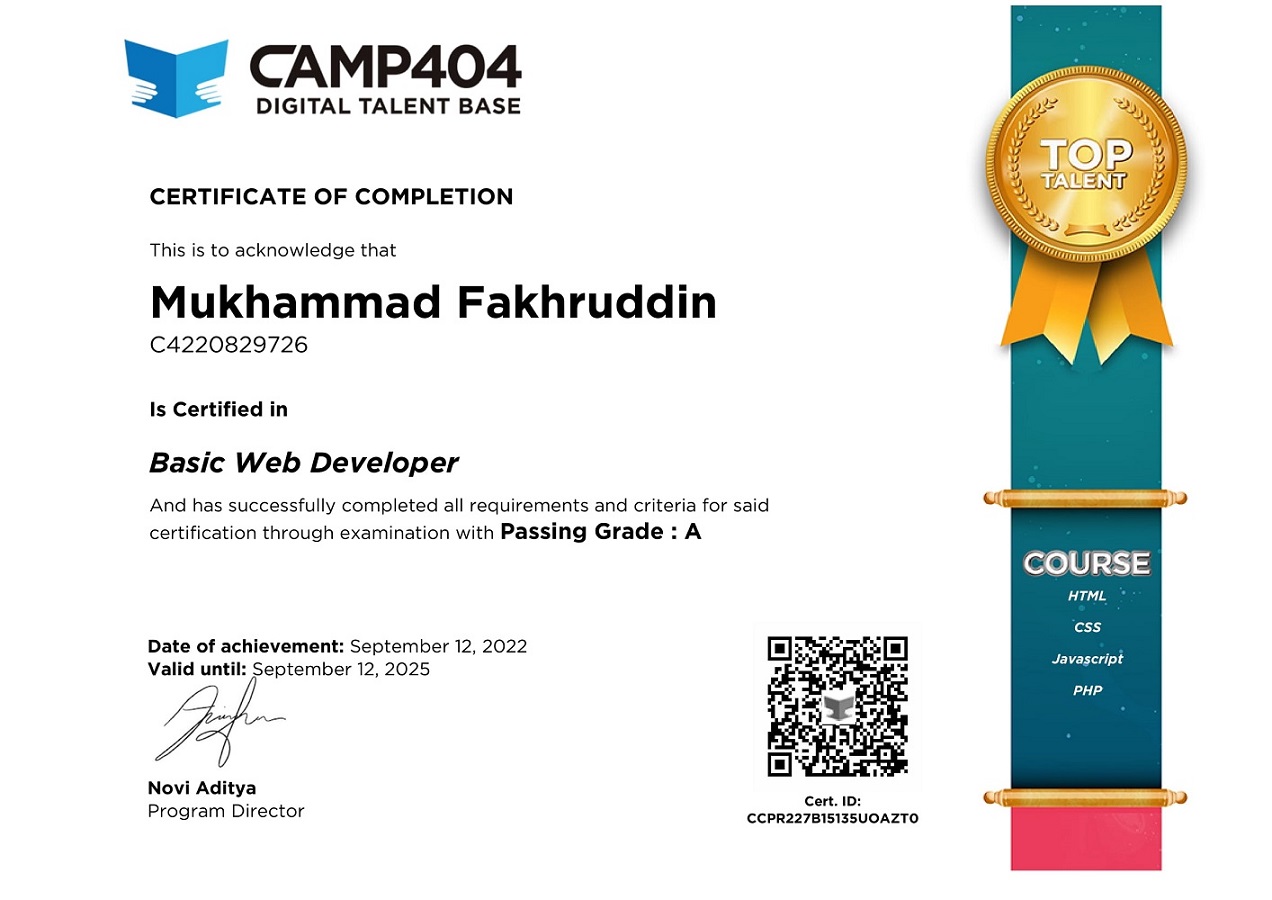 CAMP404
DIGITAL TALENT BASE
CERTIFICATE OF COMPLETION
This is to acknowledge that
Mukhammad Fakhruddin
C4220829726
Is Certified in
Basic Web Developer
And has successfully completed all requirements and criteria for said
certification through examination with Passing Grade : A
Date of achievement: September 12, 2022
Valid until: September 12, 2025
Novi Aditya
Program Director
Cert. ID:
CCPR227B15135UOAZT0
TOP
TALENT
COURSE
HTML
CSS
Javascript
PHP